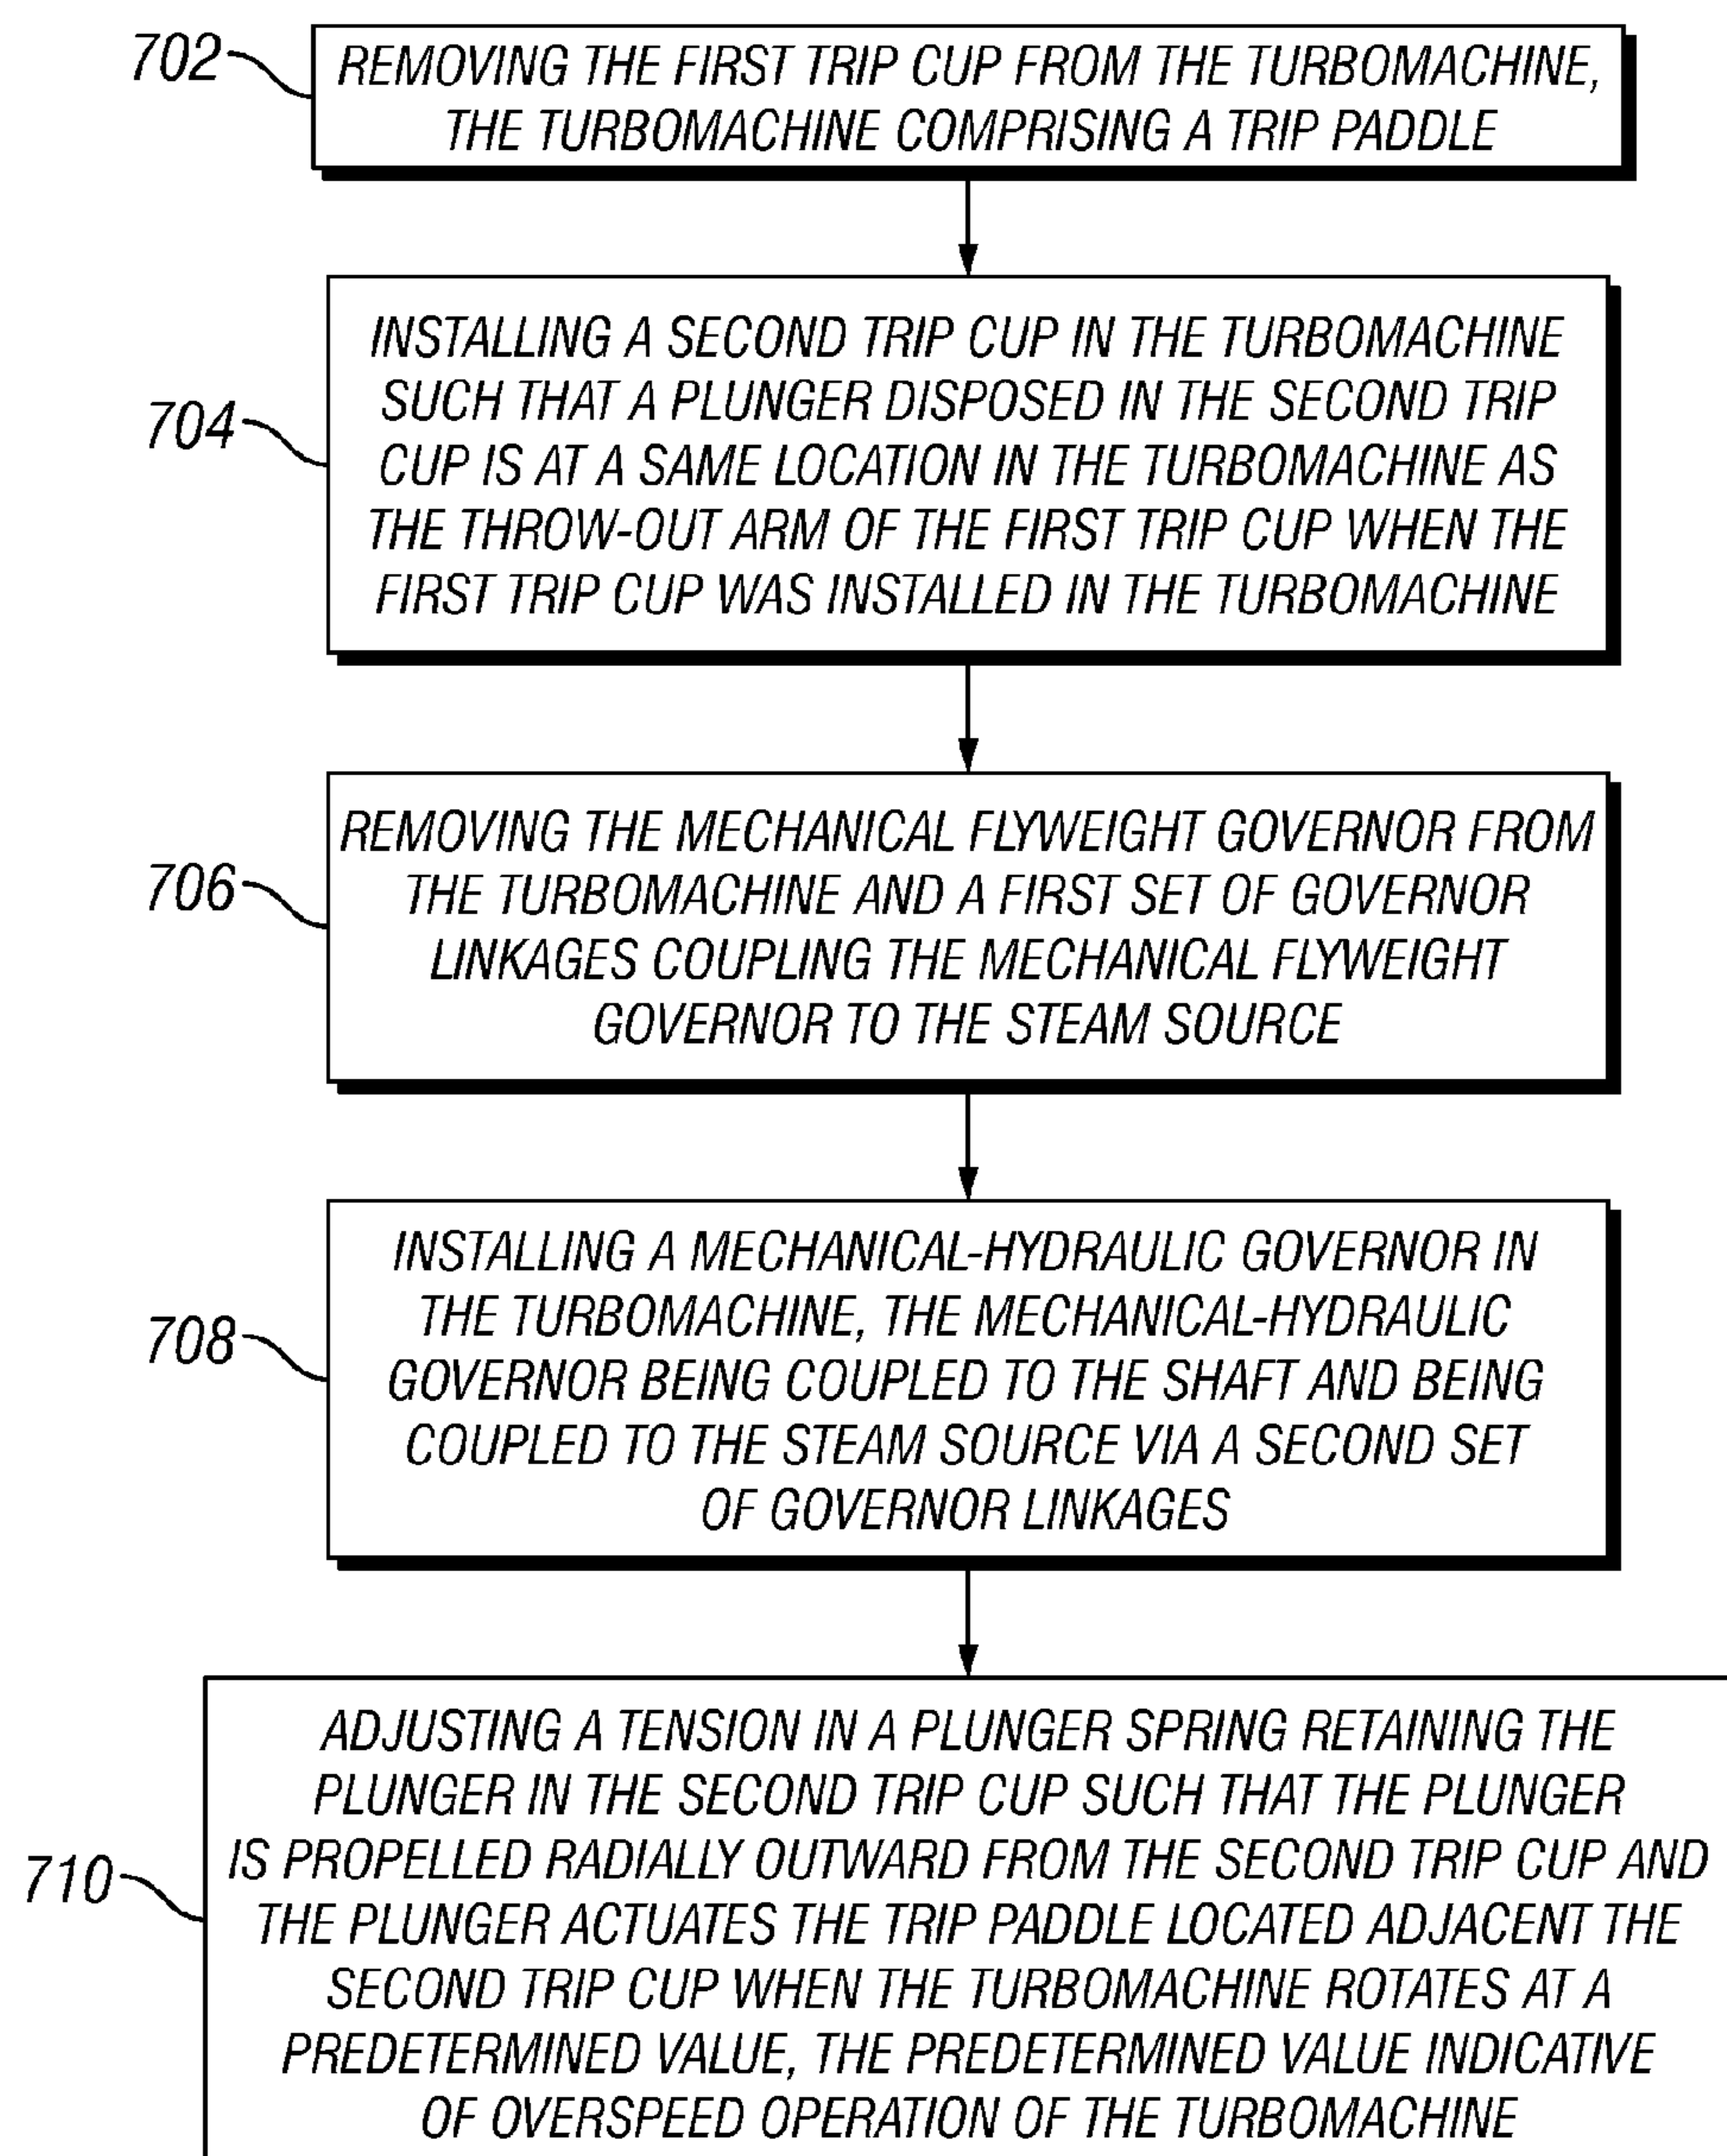 702
REMOVING THE FIRST TRIP CUP FROM THE TURBOMACHINE,
THE TURBOMACHINE COMPRISING A TRIP PADDLE
704
INSTALLING A SECOND TRIP CUP IN THE TURBOMACHINE
SUCH THAT A PLUNGER DISPOSED IN THE SECOND TRIP
CUP IS AT A SAME LOCATION IN THE TURBOMACHINE AS
THE THROW-OUT ARM OF THE FIRST TRIP CUP WHEN THE
FIRST TRIP CUP WAS INSTALLED IN THE TURBOMACHINE
706
REMOVING THE MECHANICAL FLYWEIGHT GOVERNOR FROM
THE TURBOMACHINE AND A FIRST SET OF GOVERNOR
LINKAGES COUPLING THE MECHANICAL FLYWEIGHT
GOVERNOR TO THE STEAM SOURCE
708
INSTALLING A MECHANICAL-HYDRAULIC GOVERNOR IN
THE TURBOMACHINE, THE MECHANICAL-HYDRAULIC
GOVERNOR BEING COUPLED TO THE SHAFT AND BEING
COUPLED TO THE STEAM SOURCE VIA A SECOND SET
OF GOVERNOR LINKAGES
710
ADJUSTING A TENSION IN A PLUNGER SPRING RETAINING THE
PLUNGER IN THE SECOND TRIP CUP SUCH THAT THE PLUNGER
IS PROPELLED RADIALLY OUTWARD FROM THE SECOND TRIP CUP AND
THE PLUNGER ACTUATES THE TRIP PADDLE LOCATED ADJACENT THE
SECOND TRIP CUP WHEN THE TURBOMACHINE ROTATES AT A
PREDETERMINED VALUE, THE PREDETERMINED VALUE INDICATIVE
OF OVERSPEED OPERATION OF THE TURBOMACHINE